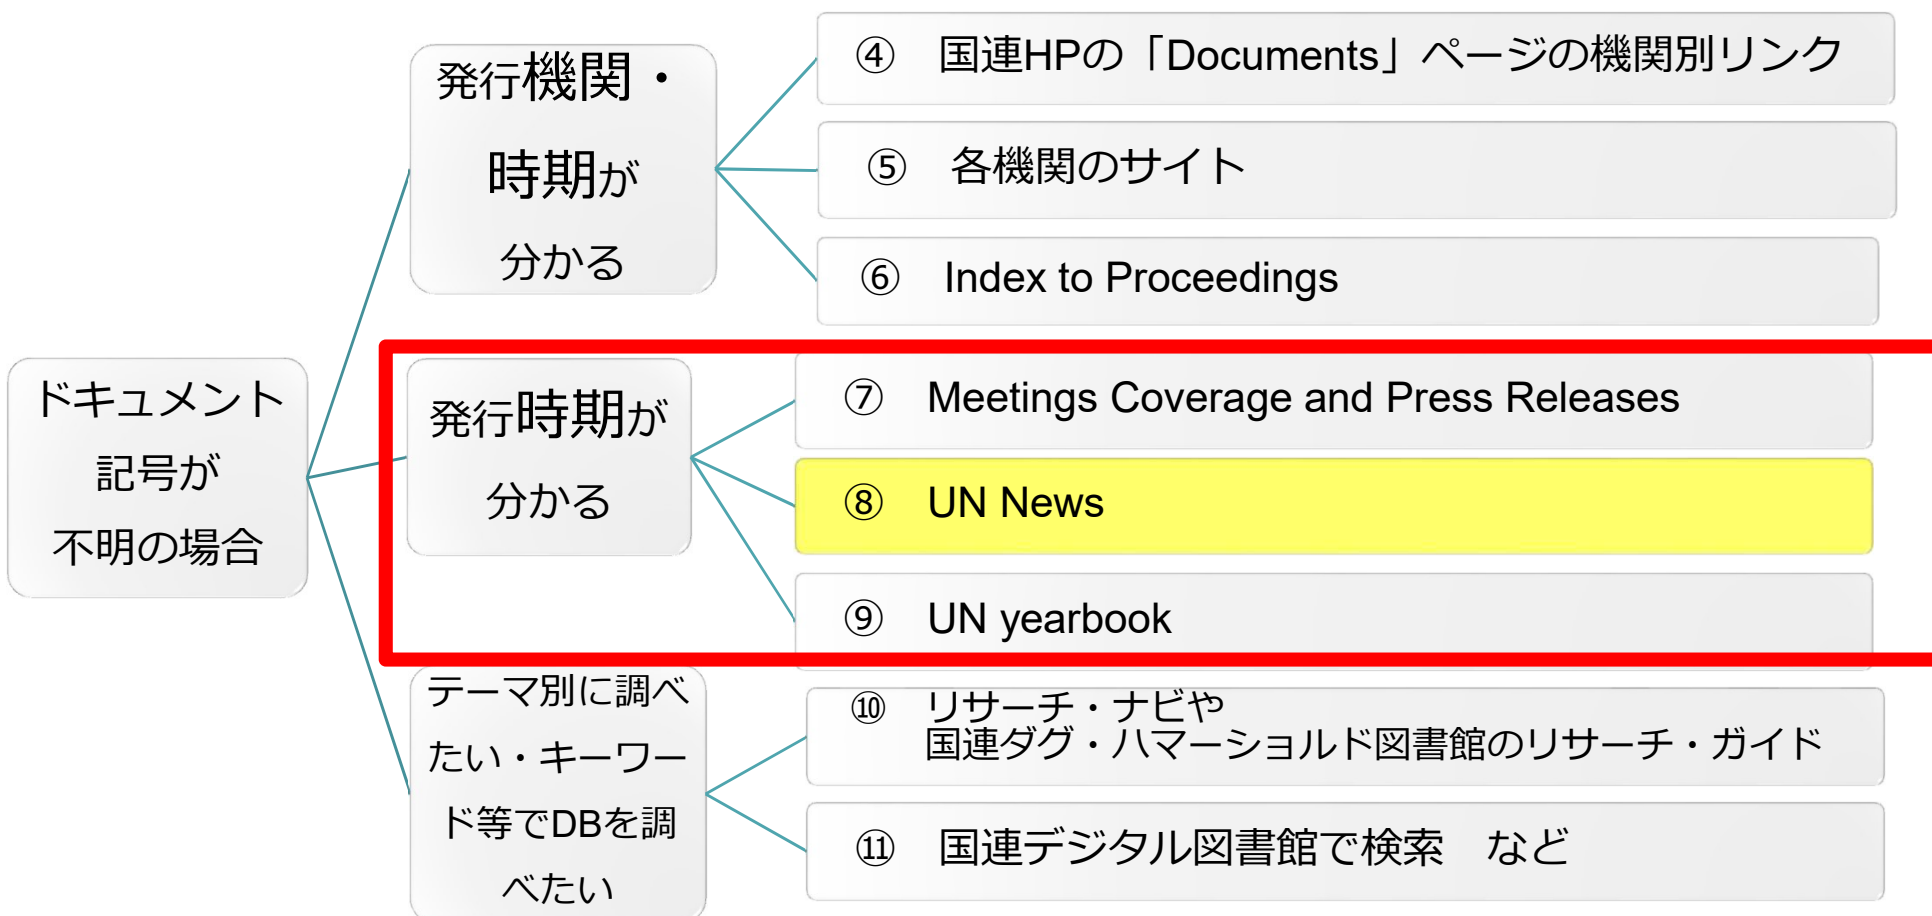 ドキュメント
記号が
不明の場合
発行機関・
時期が
分かる
④ 国連HPの「Documents」ページの機関別リンク
⑤ 各機関のサイト
⑥ Index to Proceedings
発行時期が
分かる
⑦ Meetings Coverage and Press Releases
⑧ UN News
⑨ UN yearbook
テーマ別に調べ
たい・キーワー
ド等でDBを調
べたい
⑩ リサーチ・ナビや
国連ダグ・ハマーショルド図書館のリサーチ・ガイド
⑪ 国連デジタル図書館で検索　など